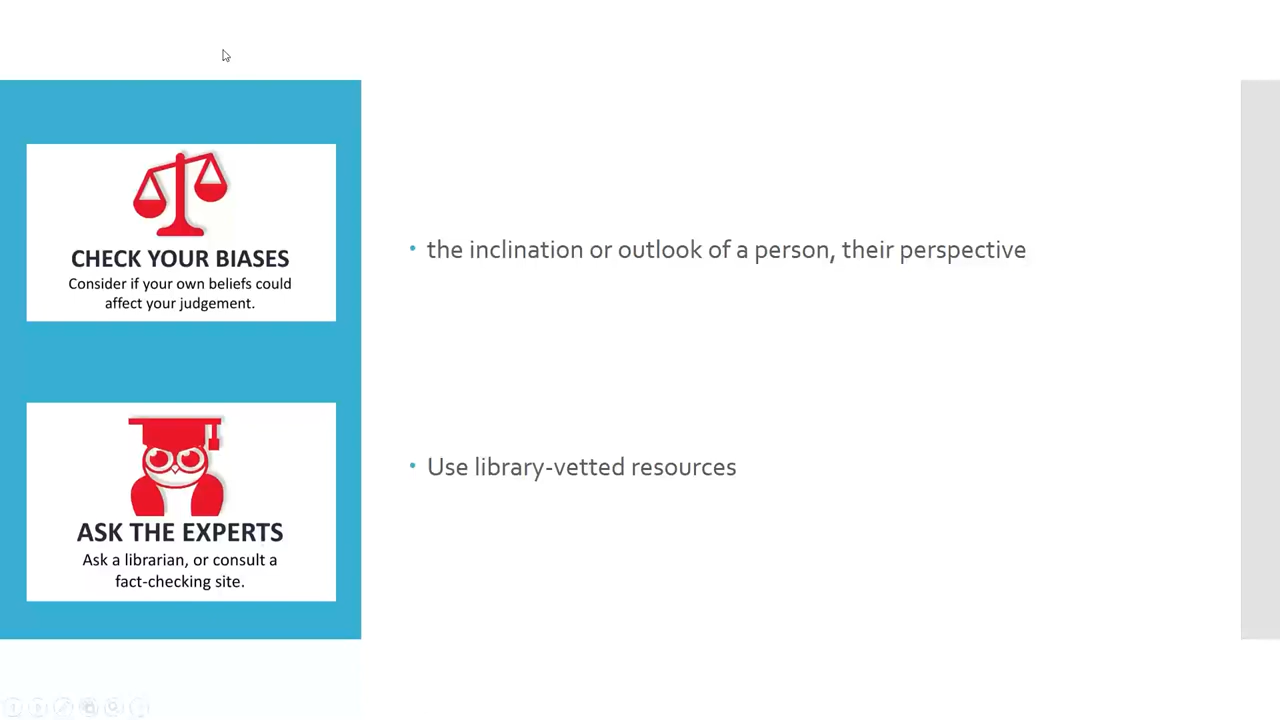 CHECK YOUR BIASES
Consider if your own beliefs could
affect your judgement.
• the inclination or outlook of a person, their perspective
ASK THE EXPERTS
Ask a librarian, or consult a
fact-checking site.
• Use library-vetted resources